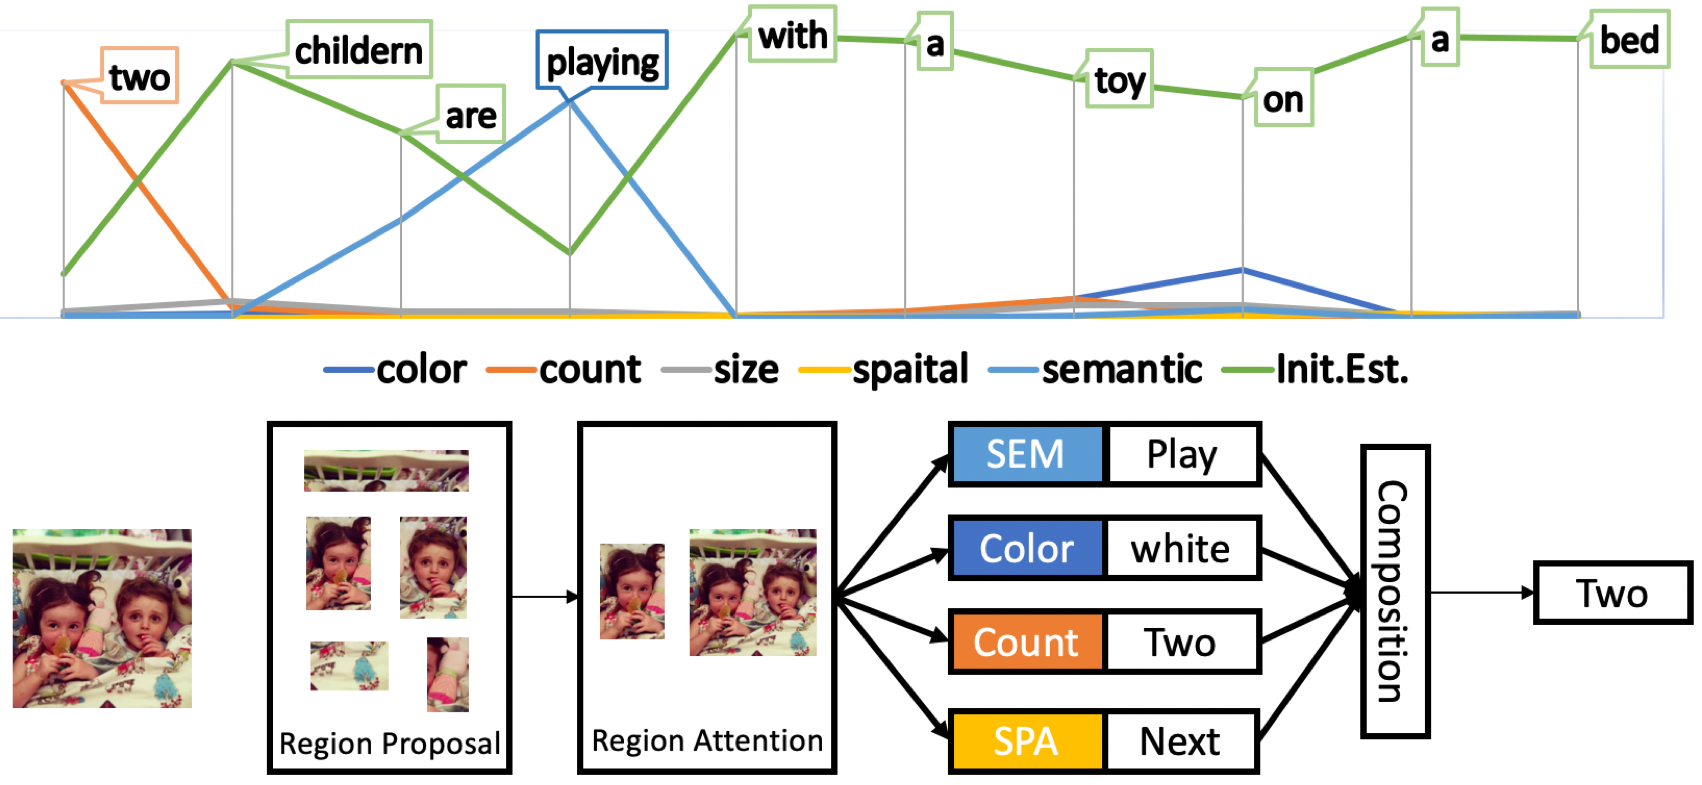 two
childern
are
playing
with
a
toy
on
a
bed
color count size spaital semantic Init.Est.
Region Proposal
Region Attention
SEM Play
Color white
Count Two
SPA Next
Composition
Two